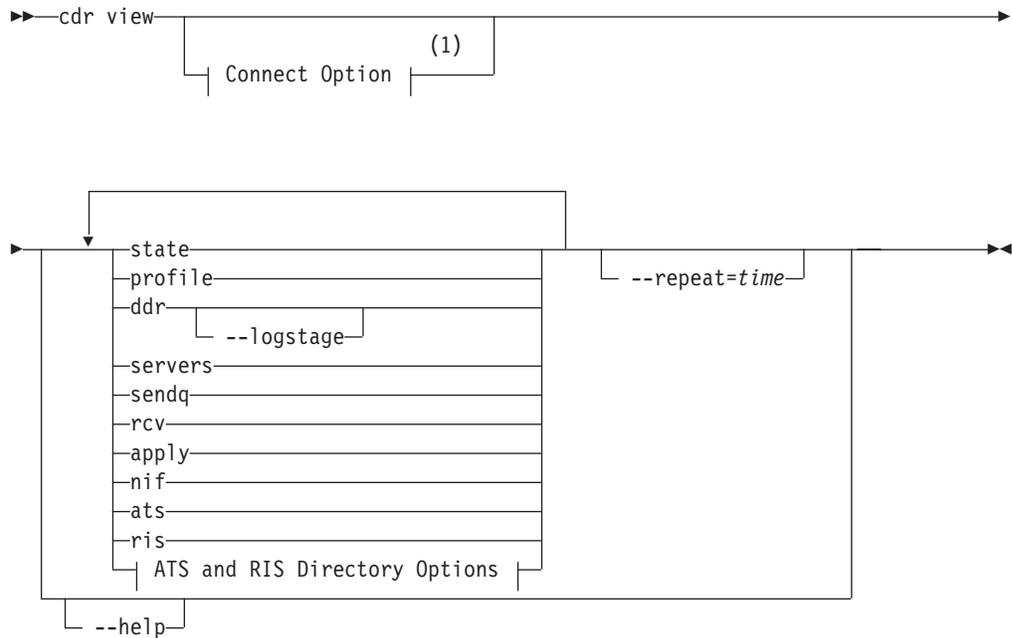 cdr view
(1)
Connect Option
state
profile
--repeat=time
ddr
--logstage
servers
sendq
rcv
apply
nif
ats
ris
ATS and RIS Directory Options
--help